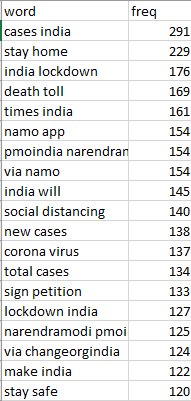 word freq
cases india 291
stay home 229
india lockdown 176
death toll 169
times india 161
namo app 154
pmoindia narendran 154
via namo 154
india will 145
social distancing 140
new cases 138
corona virus 137
total cases 134
sign petition 133
lockdown india 127
narendramodi pmoi 125
via changeorgindia 124
make india 122
stay safe 120